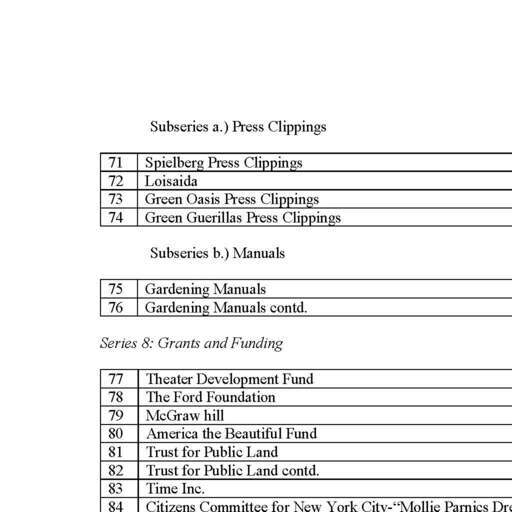 Subseries a.) Press Clippings
71 Spielberg Press Clippings
72 Loisaida
73 Green Oasis Press Clippings
74 Green Guerillas Press Clippings
Subseries b.) Manuals
75 Gardening Manuals
76 Gardening Manuals contd.
Series 8: Grants and Funding
77 Theater Development Fund
78 The Ford Foundation
79 McGraw hill
80 America the Beautiful Fund
81 Trust for Public Land
82 Trust for Public Land contd.
83 Time Inc.
84 Citizens Committee for New York City-“Mollie Parnics